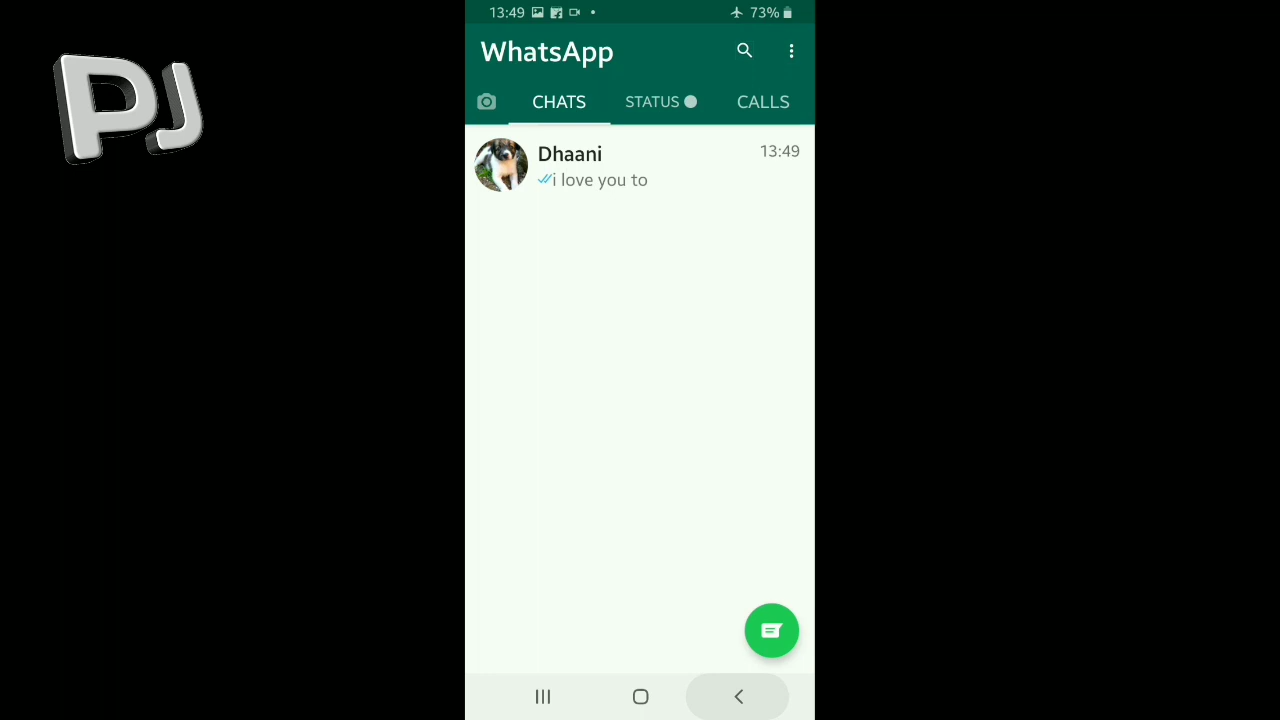 PJ
13:49 73%
WhatsApp
CHATS STATUS CALLS
Dhaani 13:49
i love you to